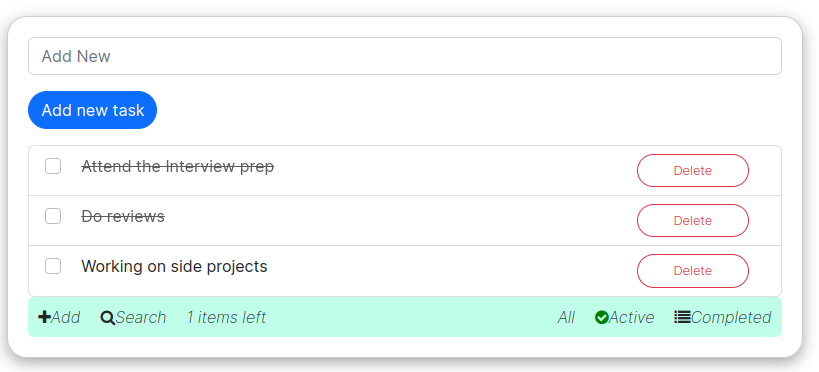 Add New
Add new task
Attend the Interview prep Delete
Do reviews Delete
Working on side projects Delete
Add Search 1 items left All Active Completed